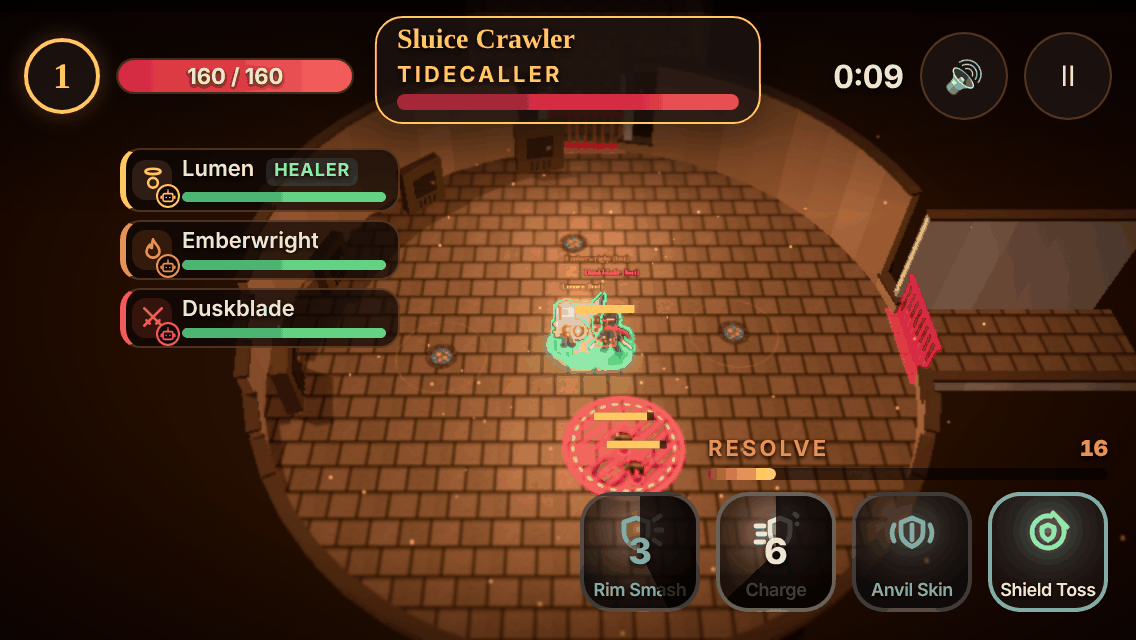 1
160 / 160
Sluice Crawler
TIDECALLER
0:09
Lumen HEALER
Emberwright
Duskblade
RESOLVE 16
3
Rim Smash
6
Charge
Anvil Skin
Shield Toss